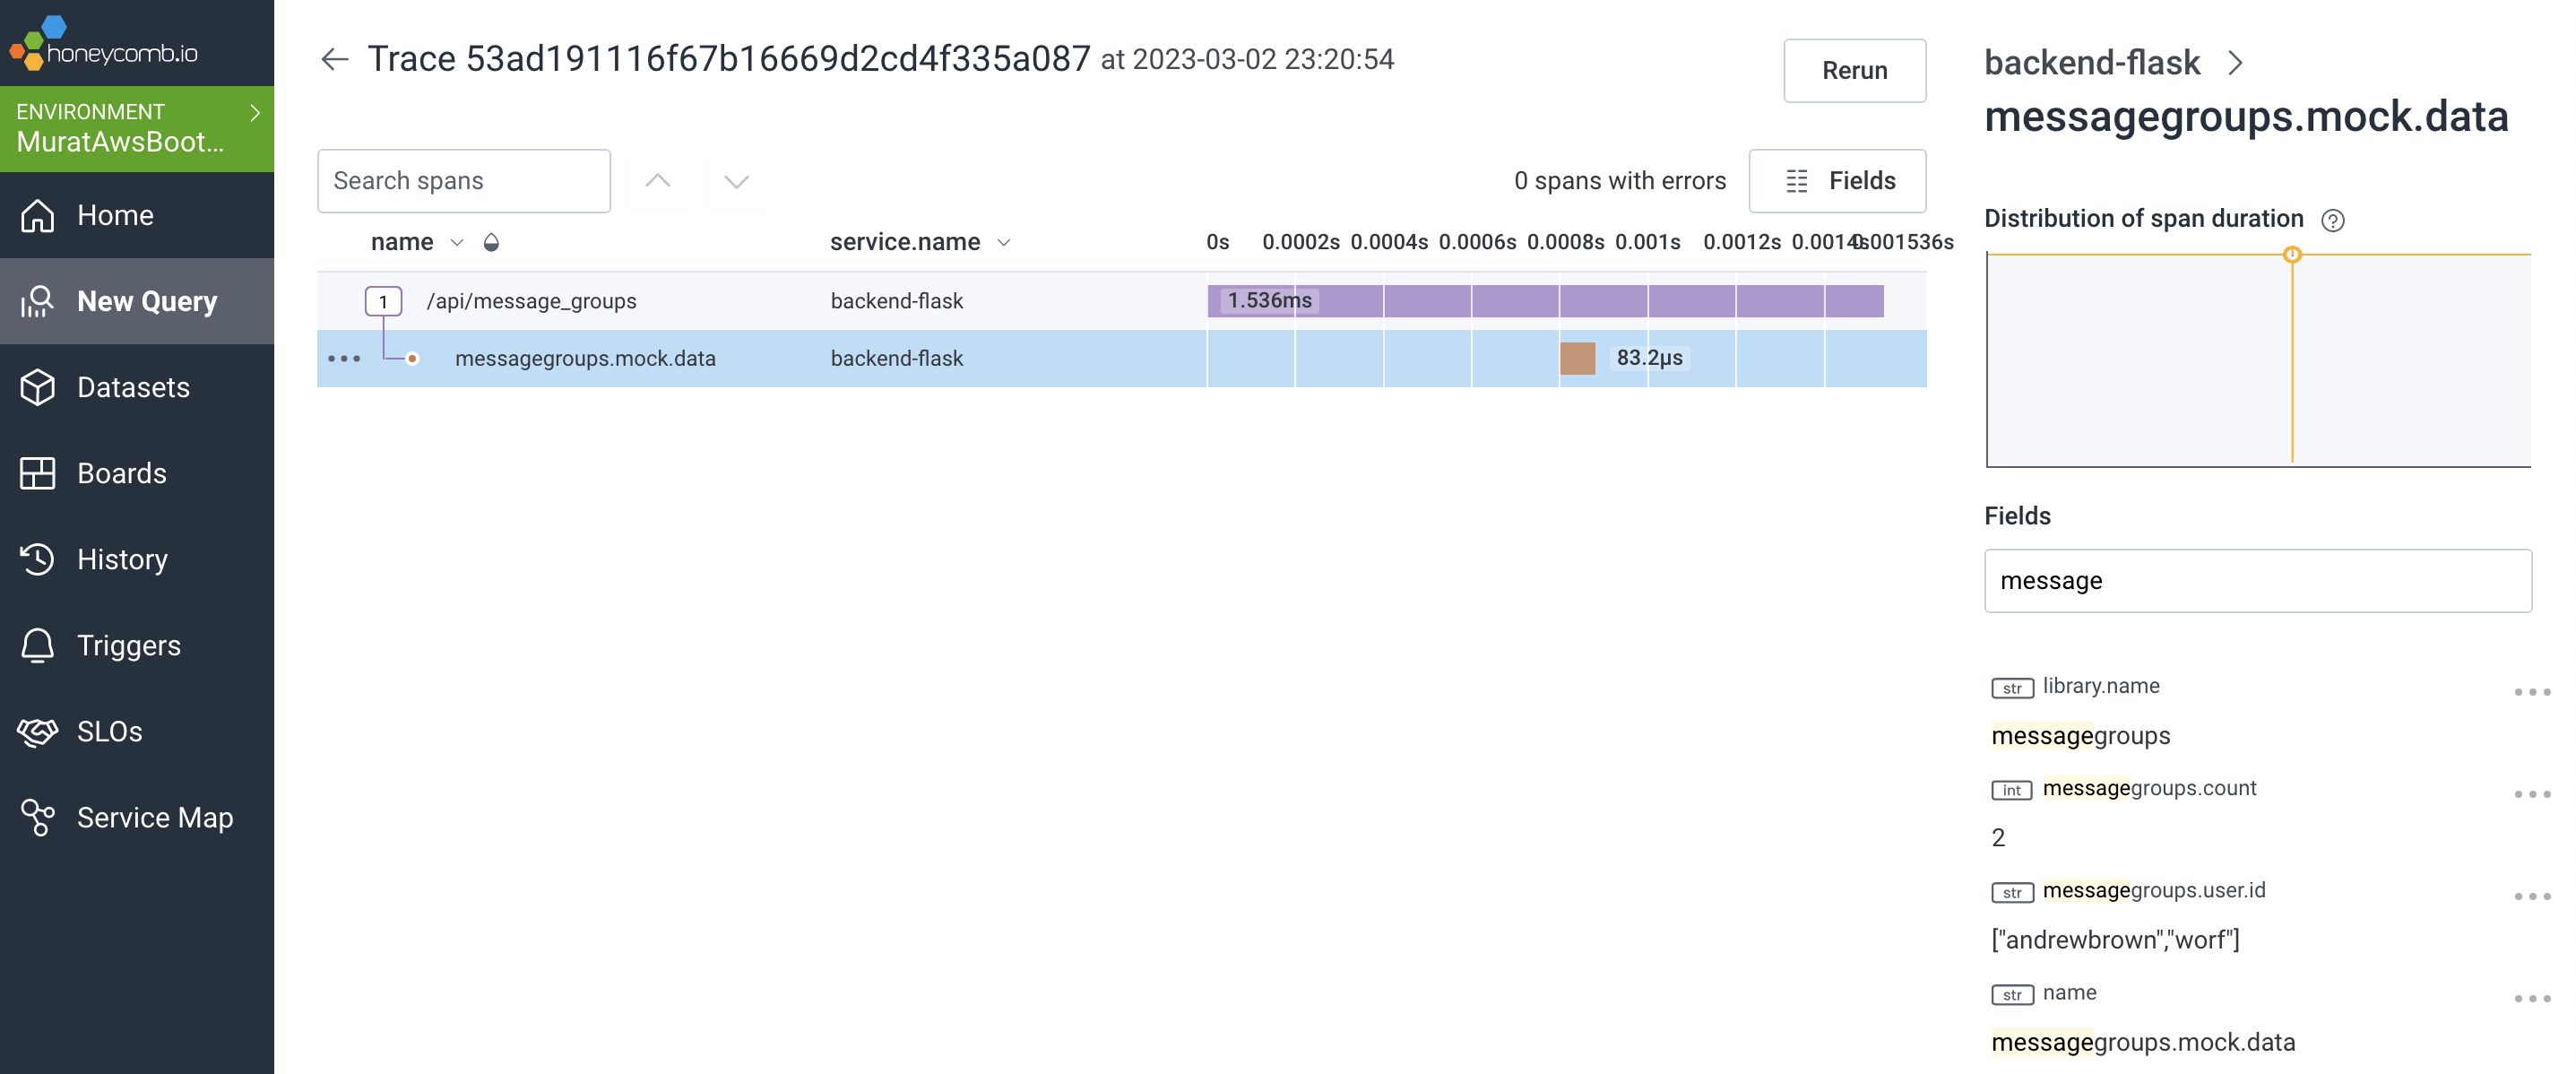 honeycomb.io
ENVIRONMENT
MuratAwsBoot...
Home
New Query
Datasets
Boards
History
Triggers
SLOs
Service Map
Trace 53ad191116f67b16669d2cd4f335a087 at 2023-03-02 23:20:54
Rerun
Search spans
0 spans with errors
Fields
name
service.name
0s 0.0002s 0.0004s 0.0006s 0.0008s 0.001s 0.0012s 0.0014s 0.001536s
1 /api/message_groups backend-flask 1.536ms
messagegroups.mock.data backend-flask 83.2μs
backend-flask
messagegroups.mock.data
Distribution of span duration
Fields
message
str library.name
messagegroups
int messagegroups.count
2
str messagegroups.user.id
["andrewbrown","worf"]
str name
messagegroups.mock.data